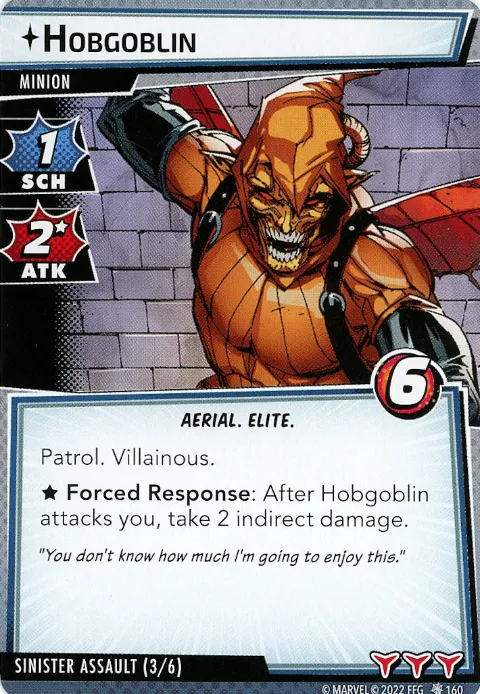 HOBGOBLIN
MINION
1
SCH
2★
ATK
6
AERIAL. ELITE.
Patrol. Villainous.
★ Forced Response: After Hobgoblin
attacks you, take 2 indirect damage.
"You don't know how much I'm going to enjoy this."
SINISTER ASSAULT (3/6)
© MARVEL © 2022 FFG 160